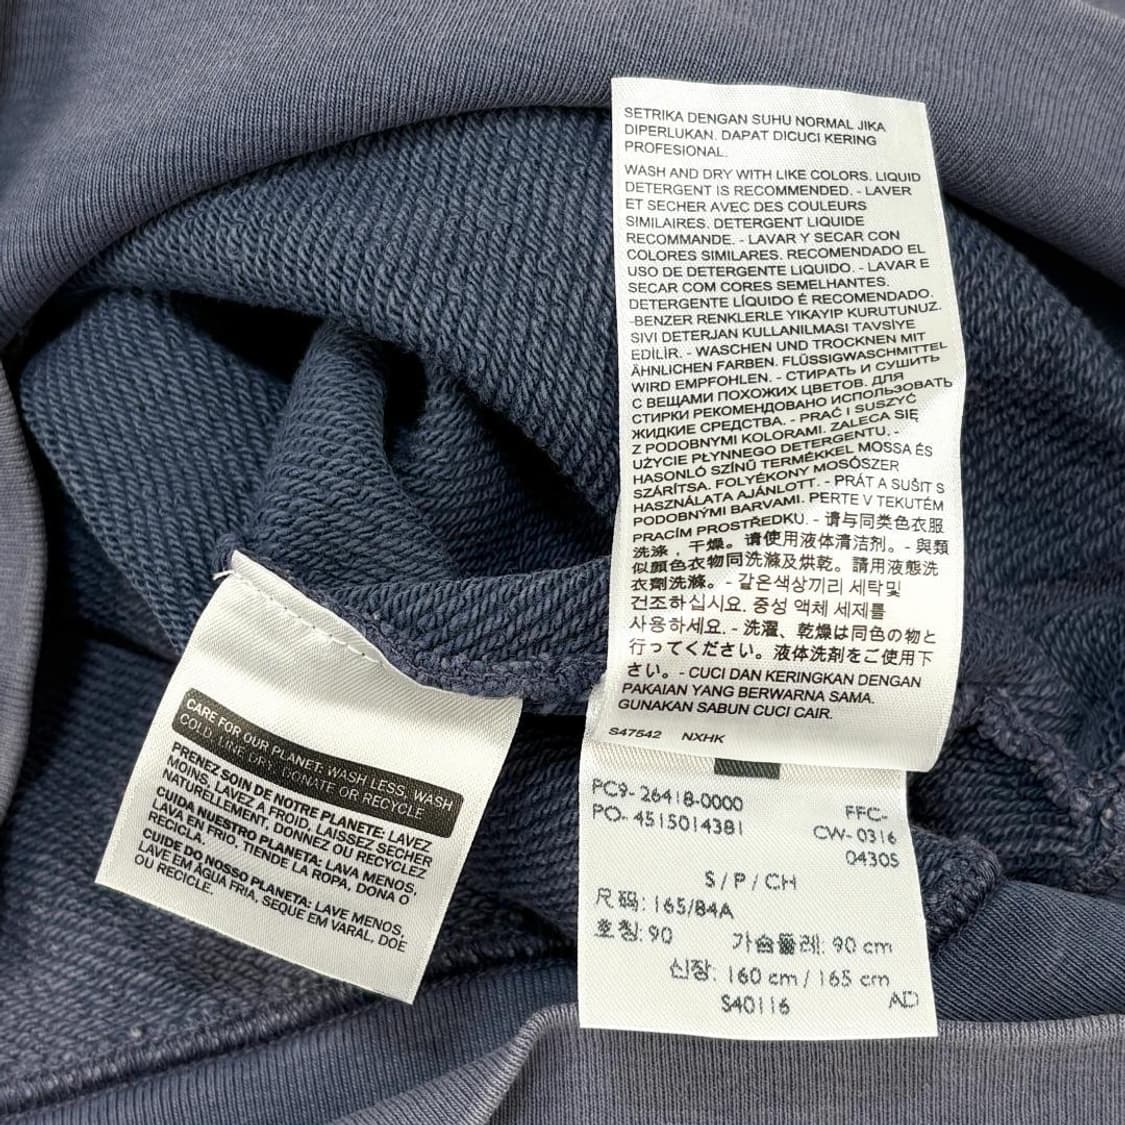 SETRIKA DENGAN SUHU NORMAL JIKA
DIPERLUKAN. DAPAT DICUCI KERING
PROFESIONAL.
WASH AND DRY WITH LIKE COLORS. LIQUID
DETERGENT IS RECOMMENDED. - LAVER
ET SECHER AVEC DES COULEURS
SIMILAIRES. DETERGENT LIQUIDE
RECOMMANDE. - LAVAR Y SECAR CON
COLORES SIMILARES. RECOMENDADO EL
USO DE DETERGENTE LIQUIDO. - LAVAR E
SECAR COM CORES SEMELHANTES.
DETERGENTE LÍQUIDO É RECOMENDADO.
-BENZER RENKLERLE YIKAYIP KURUTUNUZ.
SIVI DETERJAN KULLANILMASI TAVSİYE
EDİLİR. - WASCHEN UND TROCKNEN MIT
ÄHNLICHEN FARBEN. FLÜSSIGWASCHMITTEL
WIRD EMPFOHLEN. - СТИРАТЬ И СУШИТЬ
С ВЕЩАМИ ПОХОЖИХ ЦВЕТОВ. ДЛЯ
СТИРКИ РЕКОМЕНДОВАНО ИСПОЛЬЗОВАТЬ
ЖИДКИЕ СРЕДСТВА. - PRAĆ I SUSZYĆ
Z PODOBNYMI KOLORAMI. ZALECA SIĘ
UŻYCIE PŁYNNEGO DETERGENTU. -
HASONLÓ SZÍNŰ TERMÉKKEL MOSSA ÉS
SZÁRÍTSA. FOLYÉKONY MOSÓSZER
HASZNÁLATA AJÁNLOTT. - PRÁT A SUŠIT S
PODOBNÝMI BARVAMI. PERTE V TEKUTÉM
PRACÍM PROSTŘEDKU. - 请与同类色衣服
洗涤，干燥。请使用液体清洁剂。- 與類
似顏色衣物同洗滌及烘乾。請用液態洗
衣劑洗滌。- 같은색상끼리 세탁및
건조하십시요. 중성 액체 세제를
사용하세요. - 洗濯、乾燥は同色の物と
行ってください。液体洗剤をご使用下
さい。- CUCI DAN KERINGKAN DENGAN
PAKAIAN YANG BERWARNA SAMA.
GUNAKAN SABUN CUCI CAIR.
S47542 NXHK
CARE FOR OUR PLANET: WASH LESS, WASH
COLD, LINE DRY, DONATE OR RECYCLE
PRENEZ SOIN DE NOTRE PLANETE: LAVEZ
MOINS, LAVEZ A FROID, LAISSEZ SECHER
NATURELLEMENT, DONNEZ OU RECYCLEZ
CUIDA NUESTRO PLANETA: LAVA MENOS,
LAVA EN FRIO, TIENDE LA ROPA, DONA O
RECICLA.
CUIDE DO NOSSO PLANETA: LAVE MENOS,
LAVE EM ÁGUA FRIA, SEQUE EM VARAL, DOE
OU RECICLE.
PC9- 26418-0000 FFC-
PO- 4515014381 CW- 0316
0430S
S / P / CH
尺码: 165/84A
호칭: 90 가슴둘레: 90 cm
신장: 160 cm / 165 cm
S40116 AD